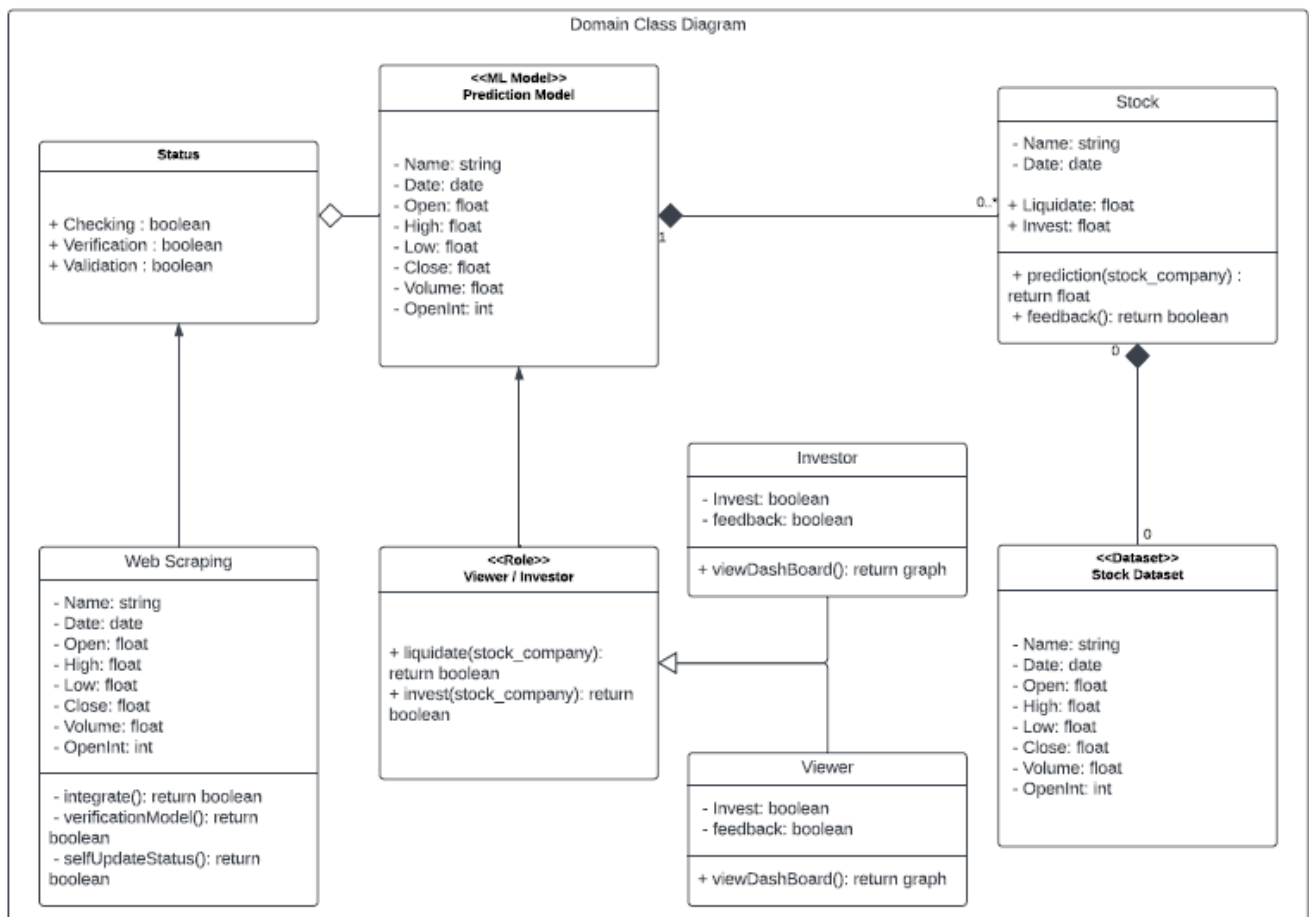 Domain Class Diagram
<<ML Model>>
Prediction Model
- Name: string
- Date: date
- Open: float
- High: float
- Low: float
- Close: float
- Volume: float
- OpenInt: int
Stock
- Name: string
- Date: date
+ Liquidate: float
+ Invest: float
+ prediction(stock_company) :
return float
+ feedback(): return boolean
Status
+ Checking : boolean
+ Verification : boolean
+ Validation : boolean
1
0..*
0
0
Investor
- Invest: boolean
- feedback: boolean
+ viewDashBoard(): return graph
Web Scraping
- Name: string
- Date: date
- Open: float
- High: float
- Low: float
- Close: float
- Volume: float
- OpenInt: int
- integrate(): return boolean
- verificationModel(): return
boolean
- selfUpdateStatus(): return
boolean
<<Role>>
Viewer / Investor
+ liquidate(stock_company):
return boolean
+ invest(stock_company): return
boolean
<<Dataset>>
Stock Dataset
- Name: string
- Date: date
- Open: float
- High: float
- Low: float
- Close: float
- Volume: float
- OpenInt: int
Viewer
- Invest: boolean
- feedback: boolean
+ viewDashBoard(): return graph